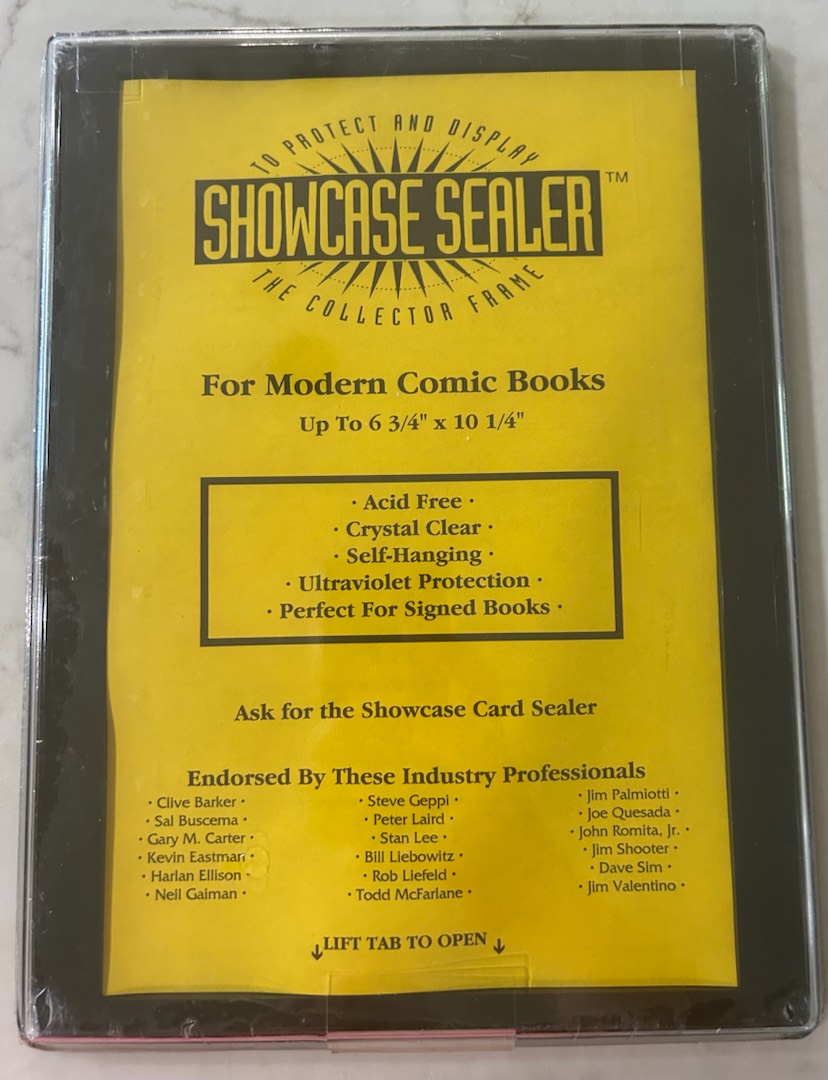 TO PROTECT AND DISPLAY
SHOWCASE SEALER™
THE COLLECTOR FRAME
For Modern Comic Books
Up To 6 3/4" x 10 1/4"
· Acid Free ·
· Crystal Clear ·
· Self-Hanging ·
· Ultraviolet Protection ·
· Perfect For Signed Books ·
Ask for the Showcase Card Sealer
Endorsed By These Industry Professionals
· Clive Barker ·
· Sal Buscema ·
· Gary M. Carter ·
· Kevin Eastman ·
· Harlan Ellison ·
· Neil Gaiman ·
· Steve Geppi ·
· Peter Laird ·
· Stan Lee ·
· Bill Liebowitz ·
· Rob Liefeld ·
· Todd McFarlane ·
· Jim Palmiotti ·
· Joe Quesada ·
· John Romita, Jr. ·
· Jim Shooter ·
· Dave Sim ·
· Jim Valentino ·
↓LIFT TAB TO OPEN↓